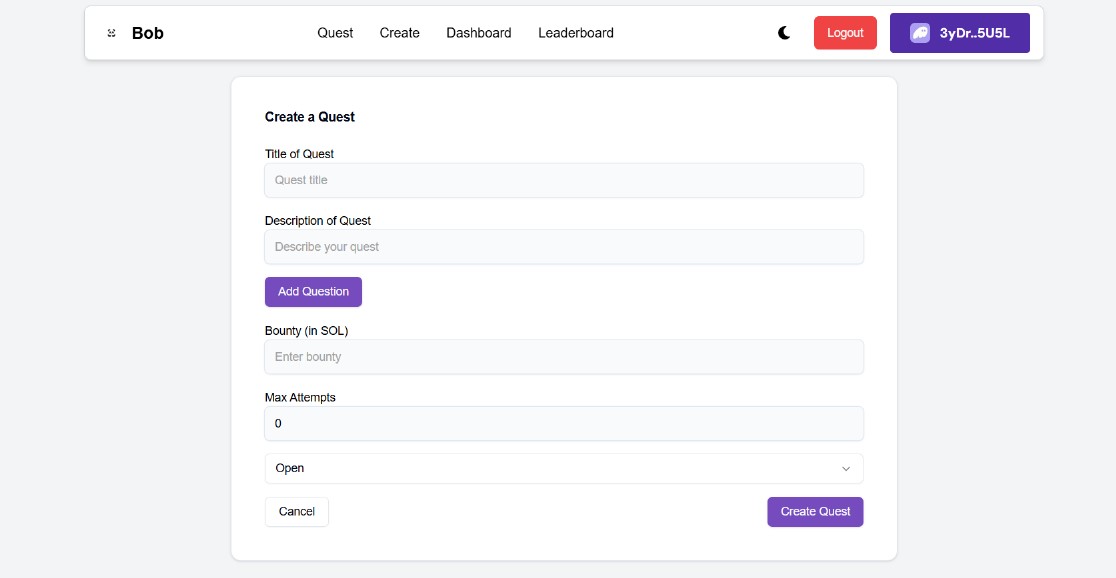 Bob Quest Create Dashboard Leaderboard Logout 3yDr..5U5L
Create a Quest
Title of Quest
Quest title
Description of Quest
Describe your quest
Add Question
Bounty (in SOL)
Enter bounty
Max Attempts
0
Open
Cancel Create Quest